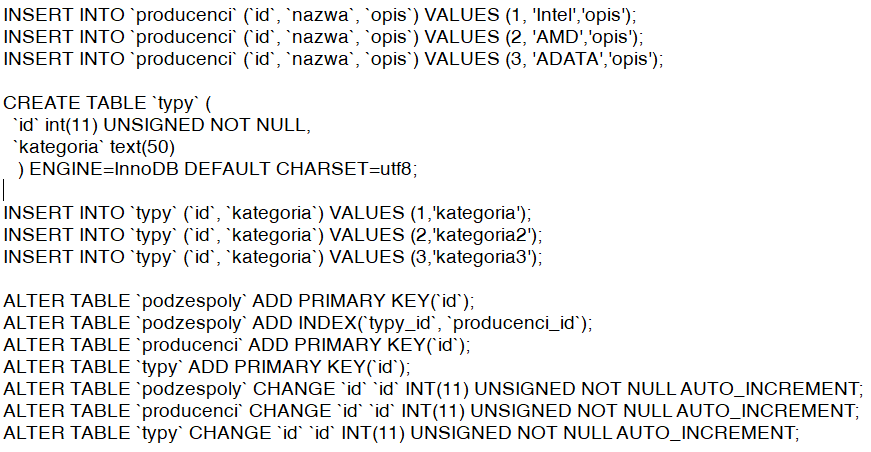 INSERT INTO `producenci` (`id`, `nazwa`, `opis`) VALUES (1, 'Intel','opis');
INSERT INTO `producenci` (`id`, `nazwa`, `opis`) VALUES (2, 'AMD','opis');
INSERT INTO `producenci` (`id`, `nazwa`, `opis`) VALUES (3, 'ADATA','opis');
CREATE TABLE `typy` (
`id` int(11) UNSIGNED NOT NULL,
`kategoria` text(50)
) ENGINE=InnoDB DEFAULT CHARSET=utf8;
INSERT INTO `typy` (`id`, `kategoria`) VALUES (1,'kategoria');
INSERT INTO `typy` (`id`, `kategoria`) VALUES (2,'kategoria2');
INSERT INTO `typy` (`id`, `kategoria`) VALUES (3,'kategoria3');
ALTER TABLE `podzespoly` ADD PRIMARY KEY(`id`);
ALTER TABLE `podzespoly` ADD INDEX(`typy_id`, `producenci_id`);
ALTER TABLE `producenci` ADD PRIMARY KEY(`id`);
ALTER TABLE `typy` ADD PRIMARY KEY(`id`);
ALTER TABLE `podzespoly` CHANGE `id` `id` INT(11) UNSIGNED NOT NULL AUTO_INCREMENT;
ALTER TABLE `producenci` CHANGE `id` `id` INT(11) UNSIGNED NOT NULL AUTO_INCREMENT;
ALTER TABLE `typy` CHANGE `id` `id` INT(11) UNSIGNED NOT NULL AUTO_INCREMENT;